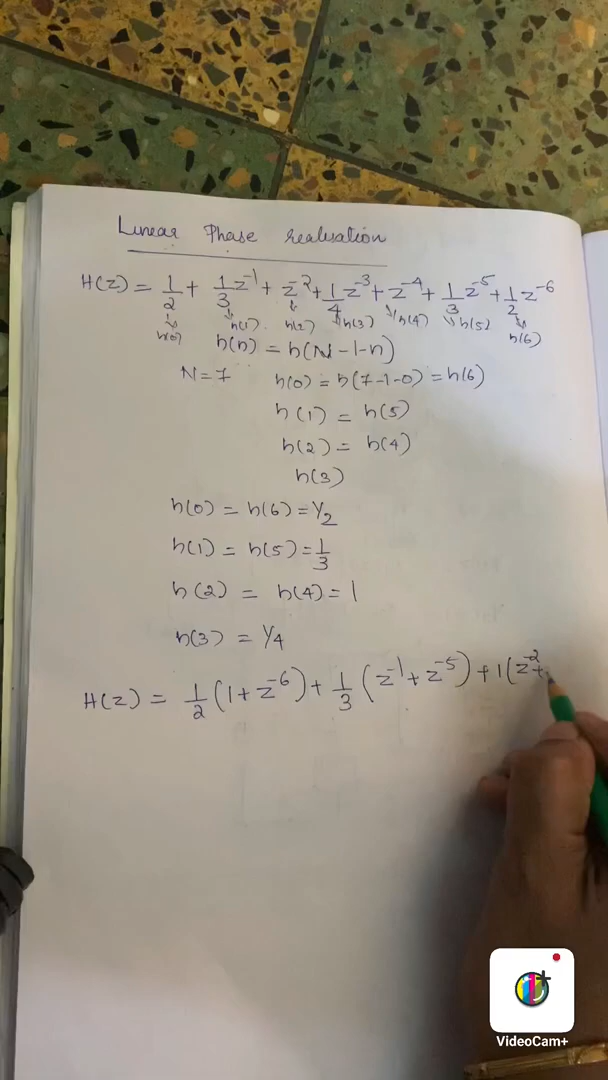 Linear Phase realisation
H(z) = 1/2 + 1/3 z^-1 + z^-2 + 1/4 z^-3 + z^-4 + 1/3 z^-5 + 1/2 z^-6
h(0) h(1) h(2) h(3) h(4) h(5) h(6)
h(n) = h(N-1-n)
N=7 h(0) = h(7-1-0) = h(6)
h(1) = h(5)
h(2) = h(4)
h(3)
h(0) = h(6) = 1/2
h(1) = h(5) = 1/3
h(2) = h(4) = 1
h(3) = 1/4
H(z) = 1/2 (1+z^-6) + 1/3 (z^-1 + z^-5) + 1(z^-2 +
VideoCam+